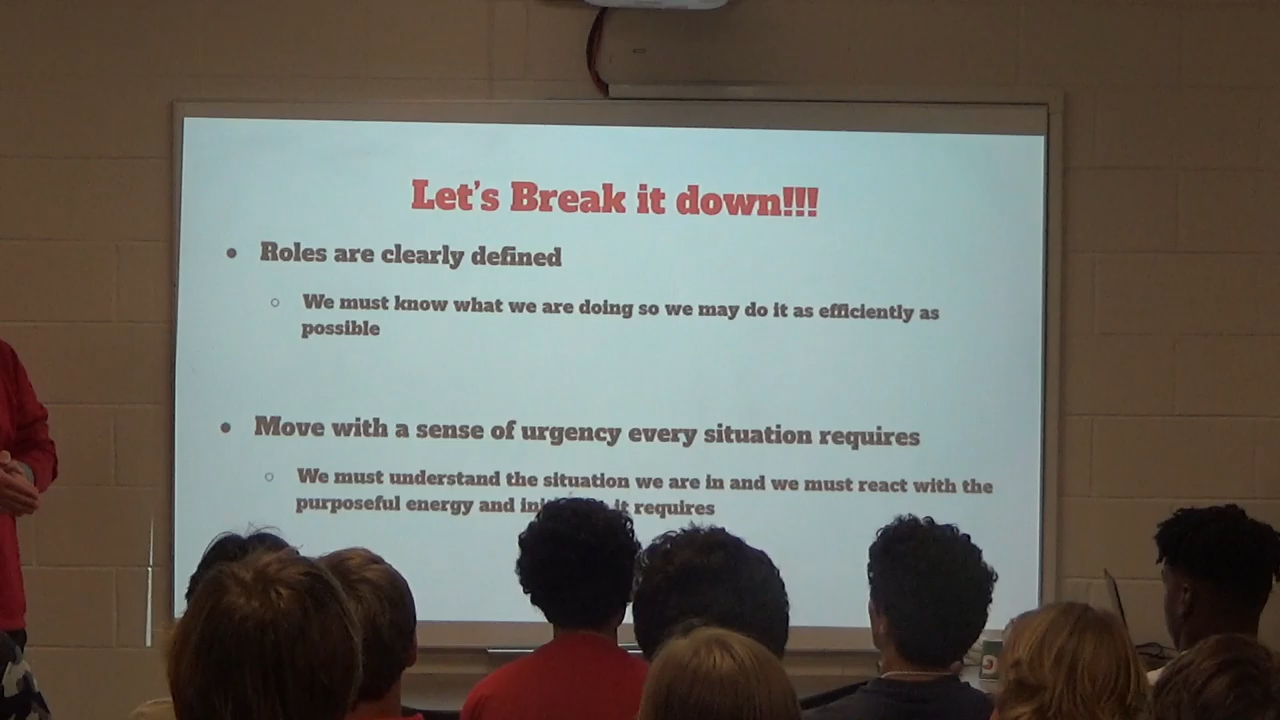 Let's Break it down!!!
• Roles are clearly defined
○ We must know what we are doing so we may do it as efficiently as
possible
• Move with a sense of urgency every situation requires
○ We must understand the situation we are in and we must react with the
purposeful energy and it requires